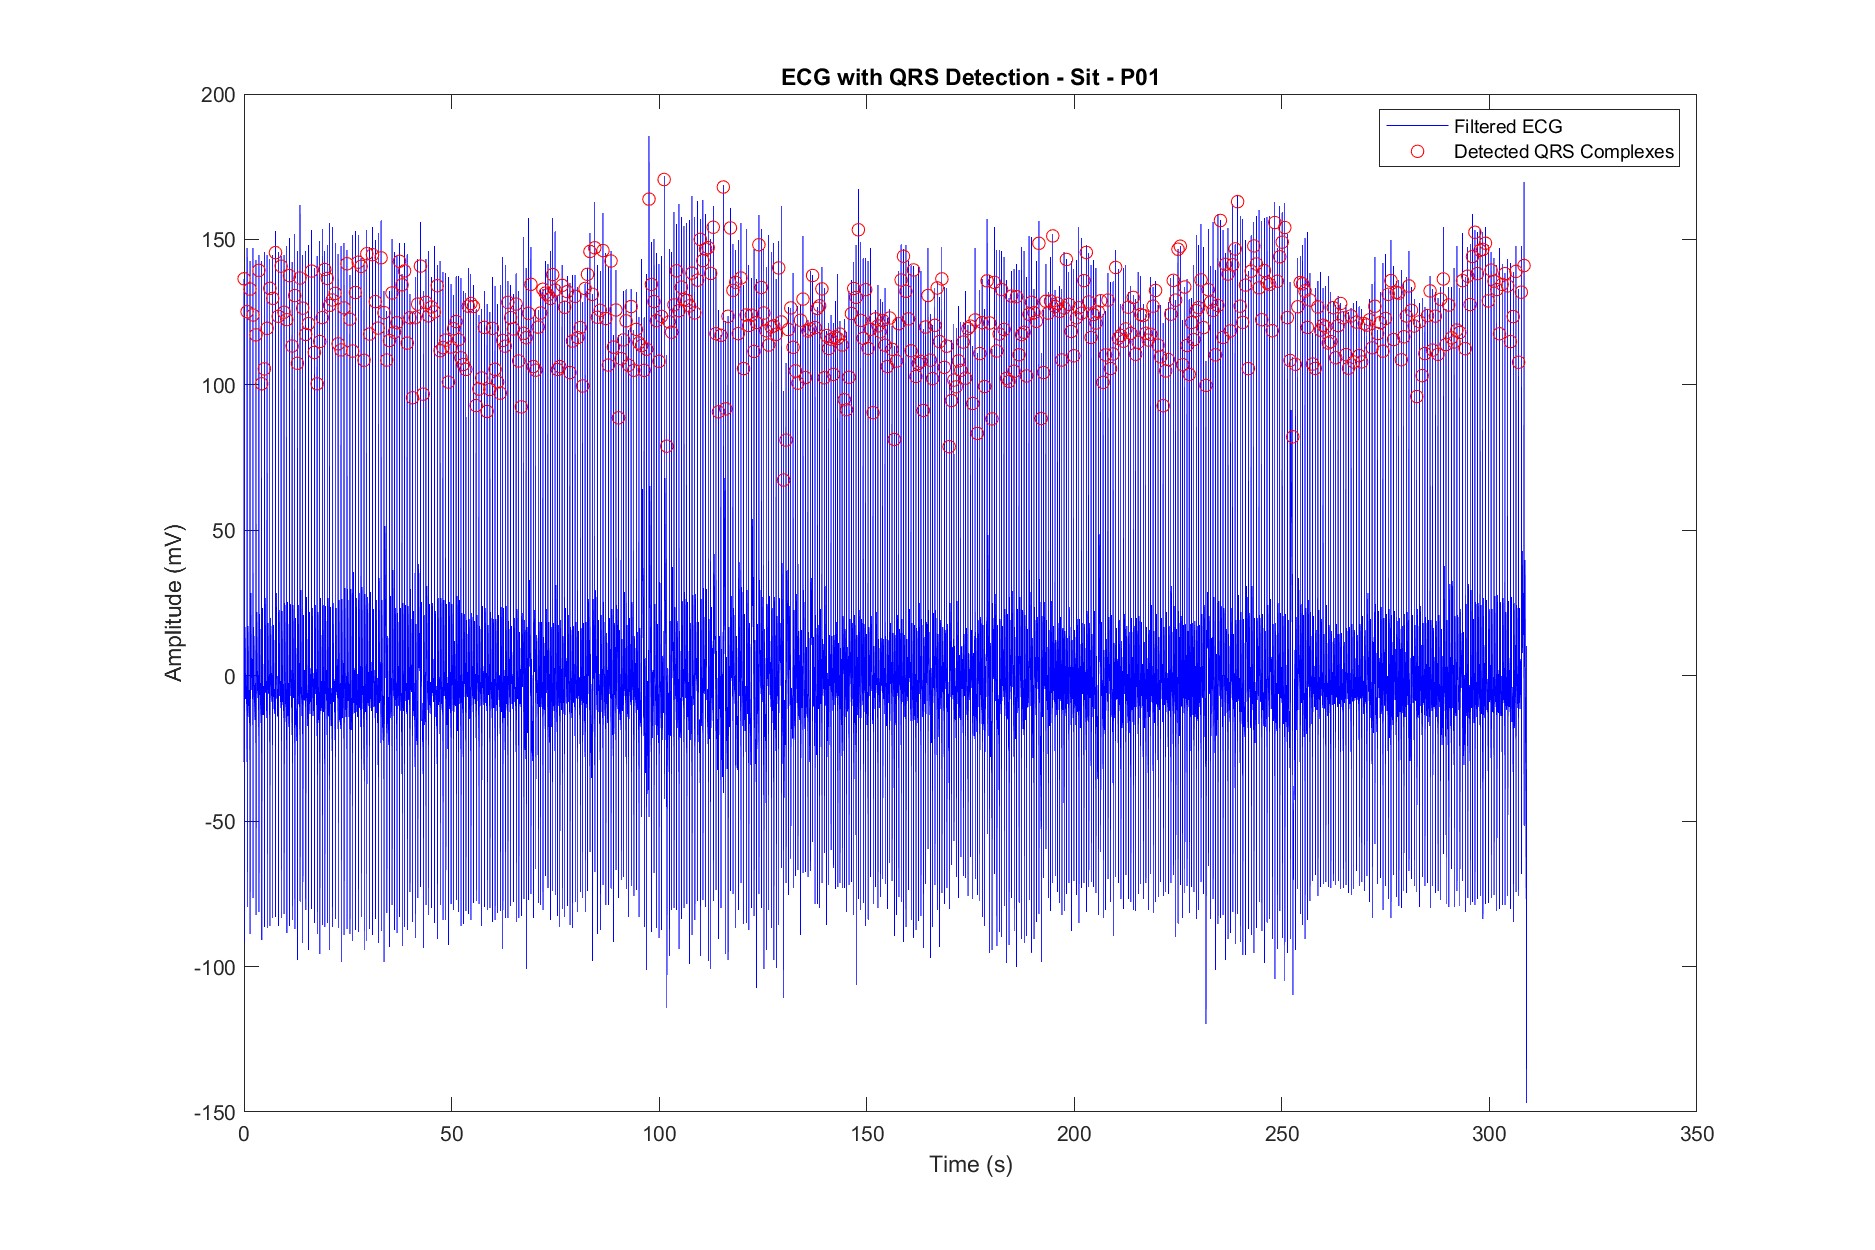 ECG with QRS Detection - Sit - P01
Filtered ECG
Detected QRS Complexes
200
150
100
50
0
-50
-100
-150
Amplitude (mV)
0 50 100 150 200 250 300 350
Time (s)